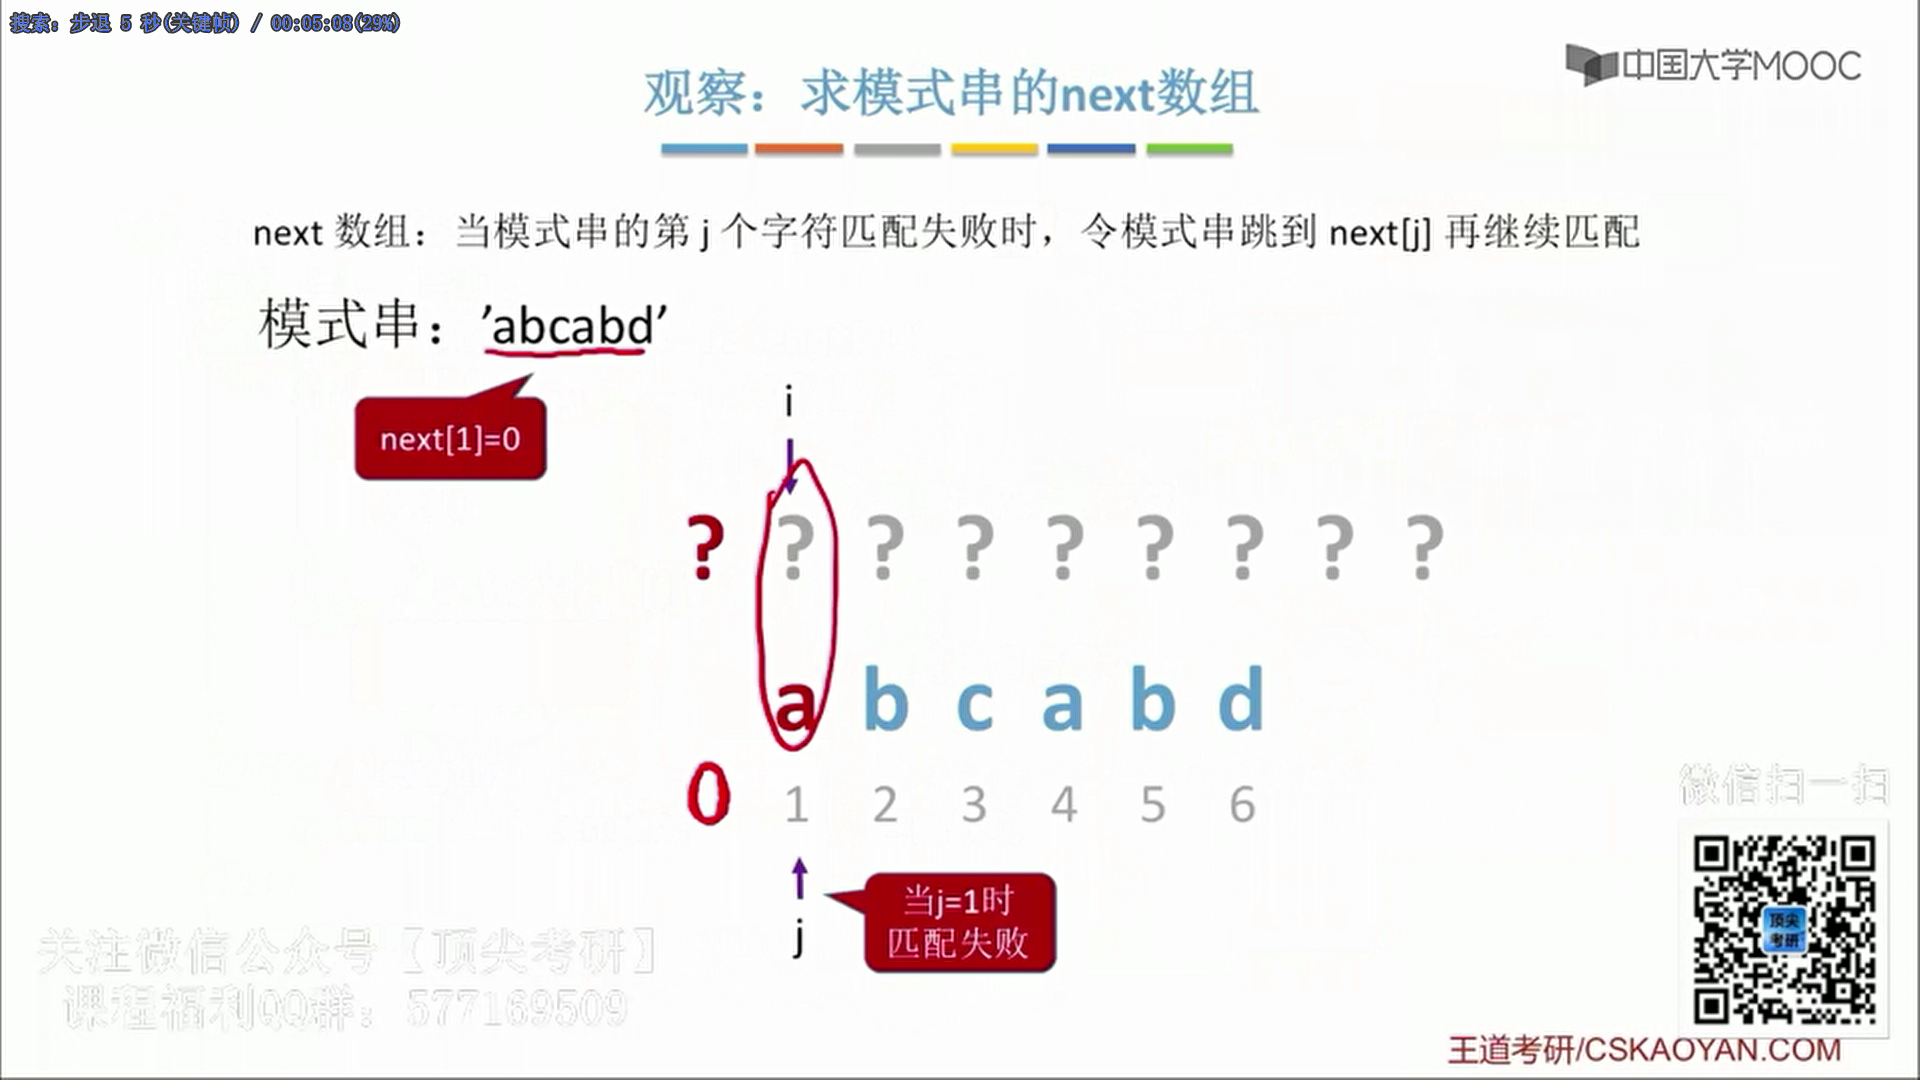 搜索: 步退 5 秒(关键帧) / 00:05:08(29%)
中国大学MOOC
观察：求模式串的next数组
next 数组：当模式串的第 j 个字符匹配失败时，令模式串跳到 next[j] 再继续匹配
模式串：’abcabd’
next[1]=0
i
? ? ? ? ? ? ? ? ?
a b c a b d
0 1 2 3 4 5 6
j
当j=1时
匹配失败
微信扫一扫
顶尖
考研
关注微信公众号【顶尖考研】
课程福利QQ群：577169509
王道考研/CSKAOYAN.COM